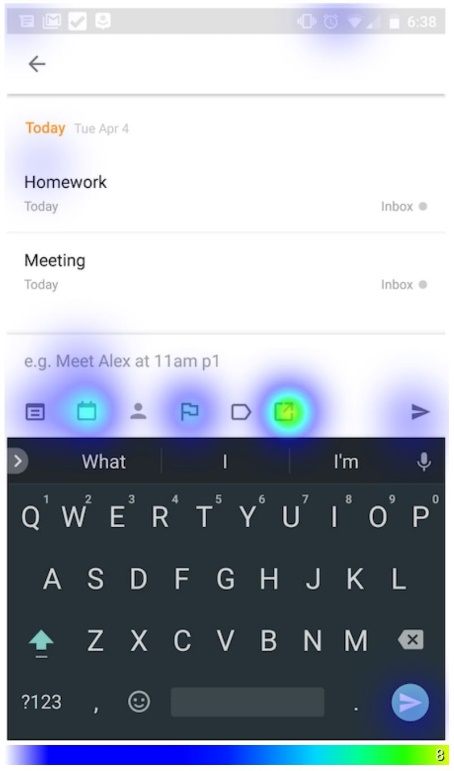 6:38
Today Tue Apr 4
Homework
Today Inbox
Meeting
Today Inbox
e.g. Meet Alex at 11am p1
What I I'm
1 2 3 4 5 6 7 8 9 0
Q W E R T Y U I O P
A S D F G H J K L
Z X C V B N M
?123 , .
8